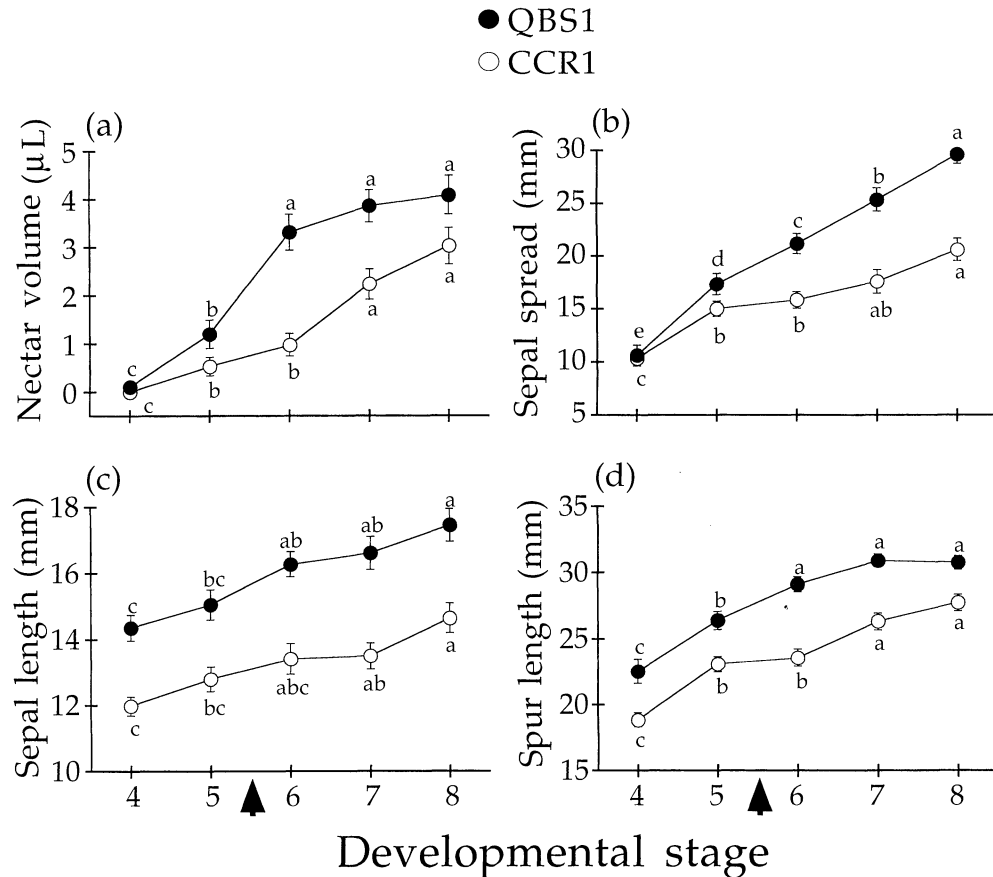 QBS1
CCR1
(a)
Nectar volume (µL)
5
4
3
2
1
0
a
a
a
b
c
a
a
b
b
c
(b)
Sepal spread (mm)
30
25
20
15
10
5
a
b
c
d
e
a
ab
b
b
c
(c)
Sepal length (mm)
18
16
14
12
10
a
ab
ab
bc
c
a
ab
abc
bc
c
4 5 6 7 8
(d)
Spur length (mm)
35
30
25
20
15
a
a
a
b
c
a
a
b
b
c
4 5 6 7 8
Developmental stage